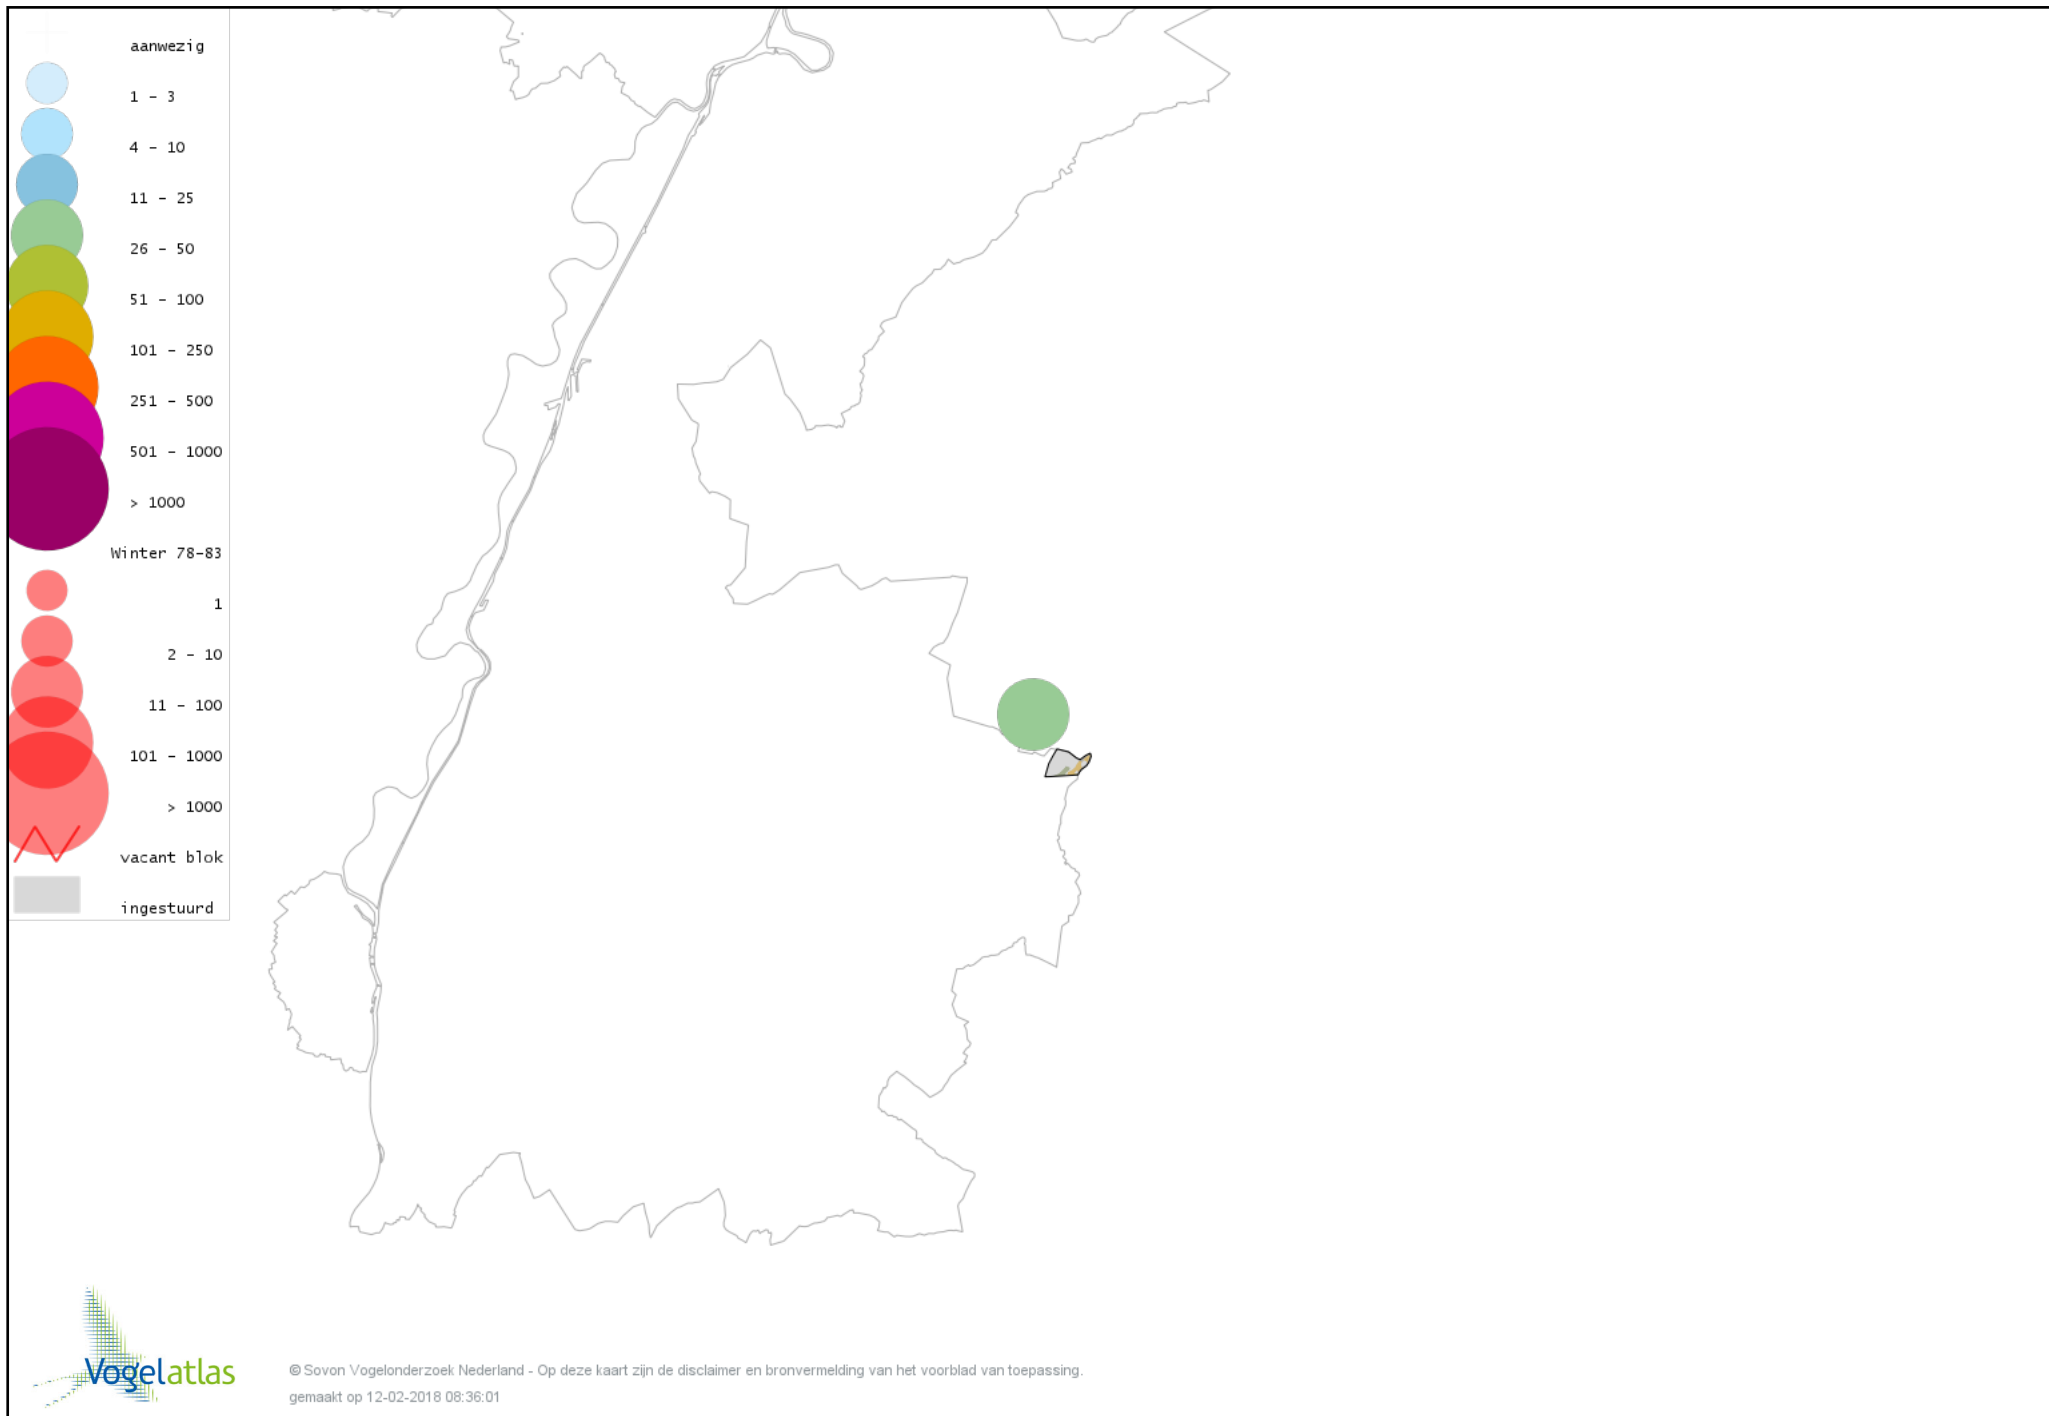 aanwezig
1 - 3
4 - 10
11 - 25
26 - 50
51 - 100
101 - 250
251 - 500
501 - 1000
> 1000
Winter 78-83
1
2 - 10
11 - 100
101 - 1000
> 1000
vacant blok
ingestuurd
Vogelatlas
© Sovon Vogelonderzoek Nederland - Op deze kaart zijn de disclaimer en bronvermelding van het voorblad van toepassing.
gemaakt op 12-02-2018 08:36:01